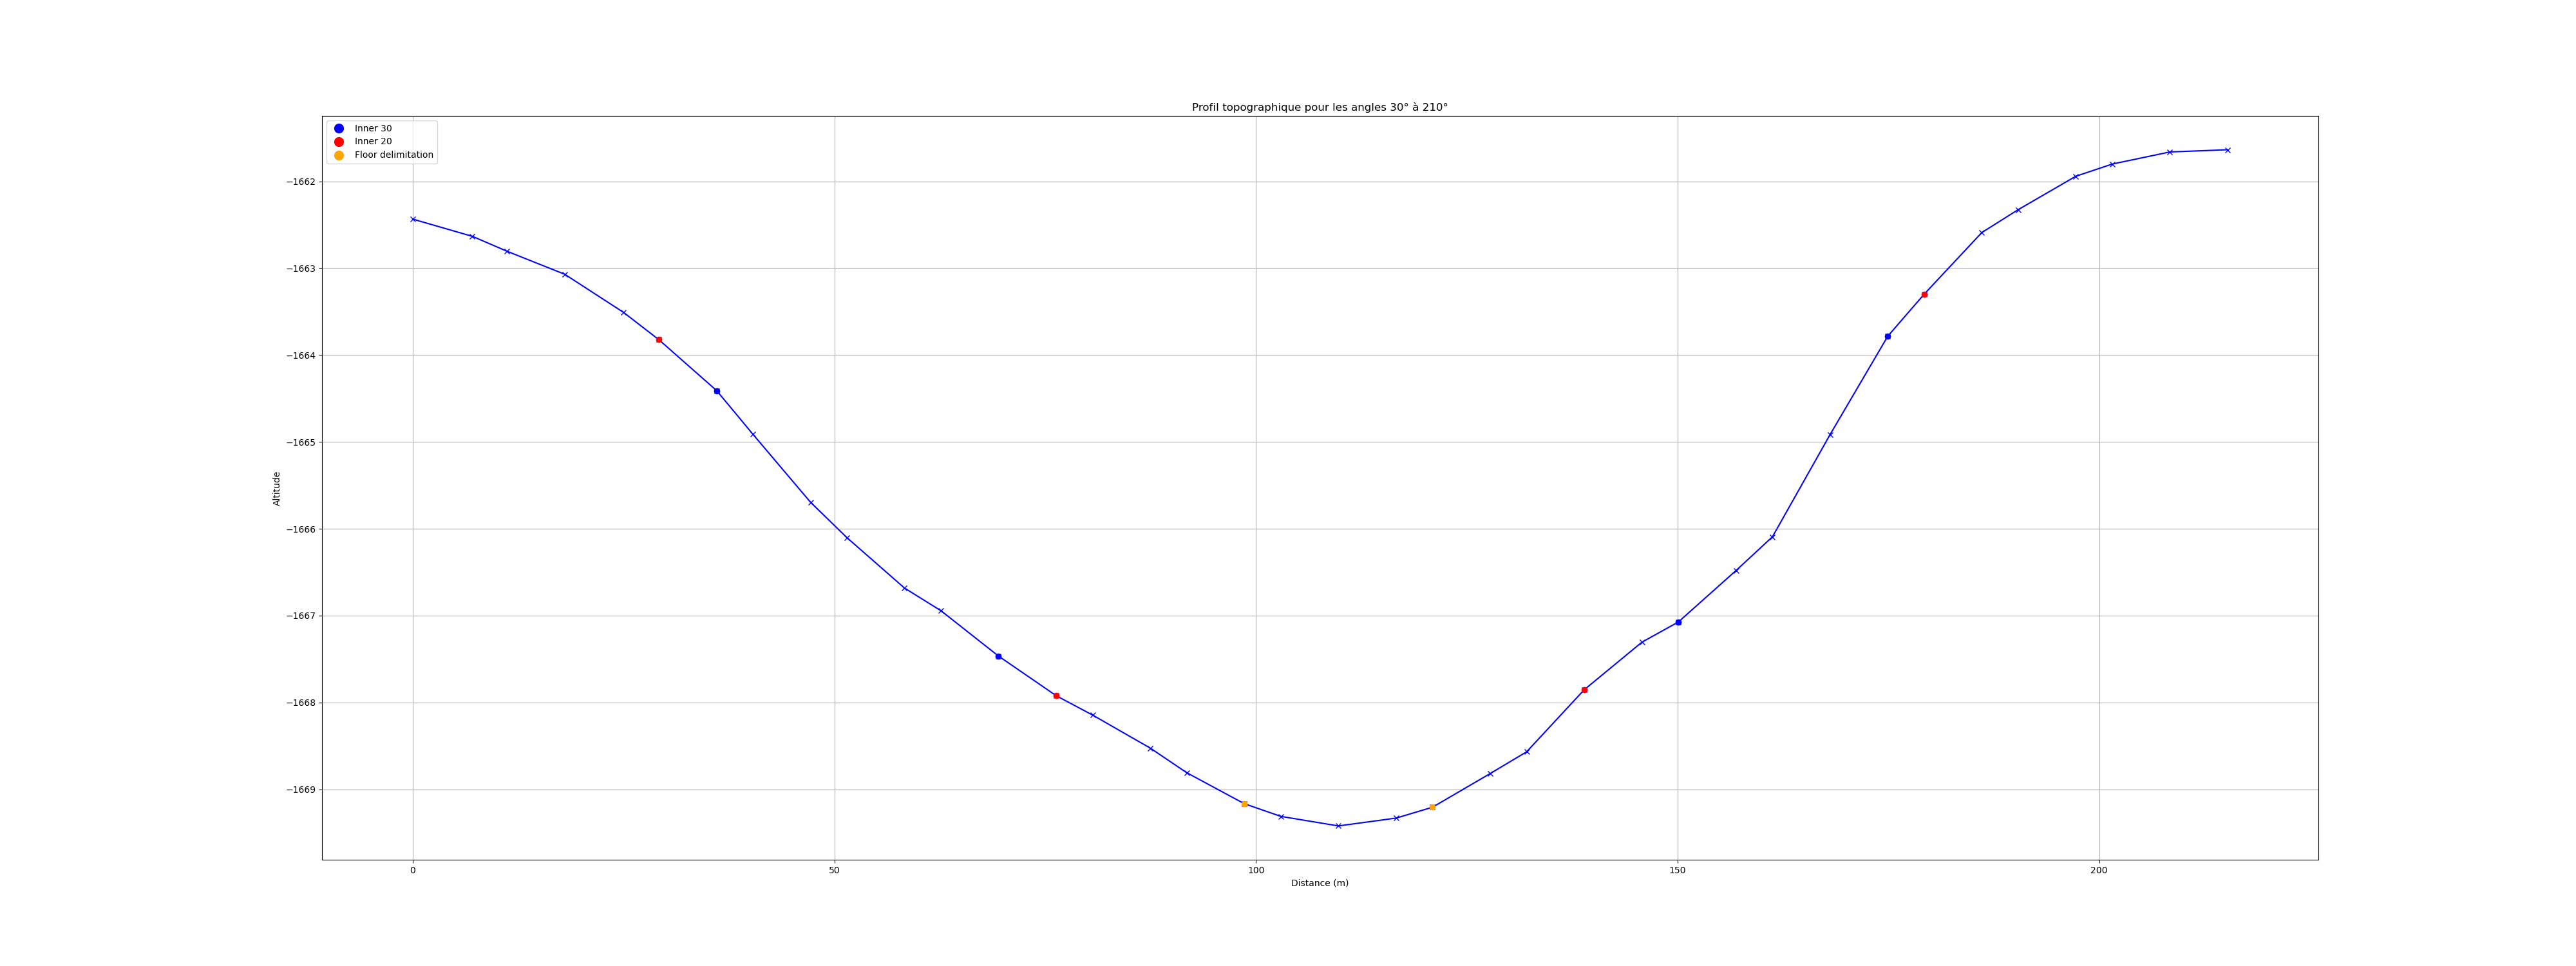 Profil topographique pour les angles 30° à 210°
Inner 30
Inner 20
Floor delimitation
−1662
−1663
−1664
−1665
−1666
−1667
−1668
−1669
Altitude
0 50 100 150 200
Distance (m)